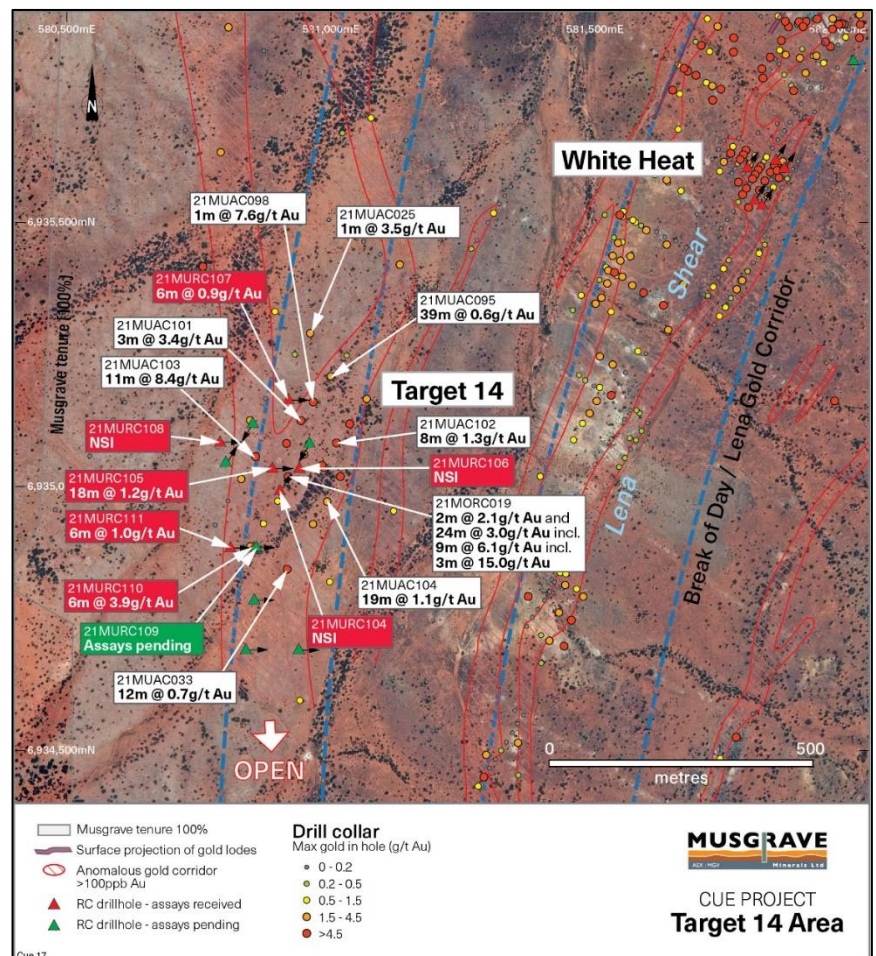 580,500mE
581,000mE
581,500mE
N
White Heat
21MUAC098
1m @ 7.6g/t Au
21MUAC025
1m @ 3.5g/t Au
6,935,500mN
21MURC107
6m @ 0.9g/t Au
21MUAC095
39m @ 0.6g/t Au
21MUAC101
3m @ 3.4g/t Au
21MUAC103
11m @ 8.4g/t Au
Target 14
Musgrave tenure (100%)
Shear
Lena
Break of Day / Lena Gold Corridor
21MURC108
NSI
21MUAC102
8m @ 1.3g/t Au
21MURC105
18m @ 1.2g/t Au
21MURC106
NSI
21MORC019
2m @ 2.1g/t Au and
24m @ 3.0g/t Au incl.
9m @ 6.1g/t Au incl.
3m @ 15.0g/t Au
21MURC111
6m @ 1.0g/t Au
21MURC110
6m @ 3.9g/t Au
21MUAC104
19m @ 1.1g/t Au
21MURC109
Assays pending
21MURC104
NSI
21MUAC033
12m @ 0.7g/t Au
6,934,500mN
OPEN
0 500
metres
Musgrave tenure 100%
Surface projection of gold lodes
Anomalous gold corridor
>100ppb Au
RC drillhole - assays received
RC drillhole - assays pending
Drill collar
Max gold in hole (g/t Au)
0 - 0.2
0.2 - 0.5
0.5 - 1.5
1.5 - 4.5
>4.5
MUSGRAVE
Minerals Ltd
ASX : MGV
CUE PROJECT
Target 14 Area
Cue 17